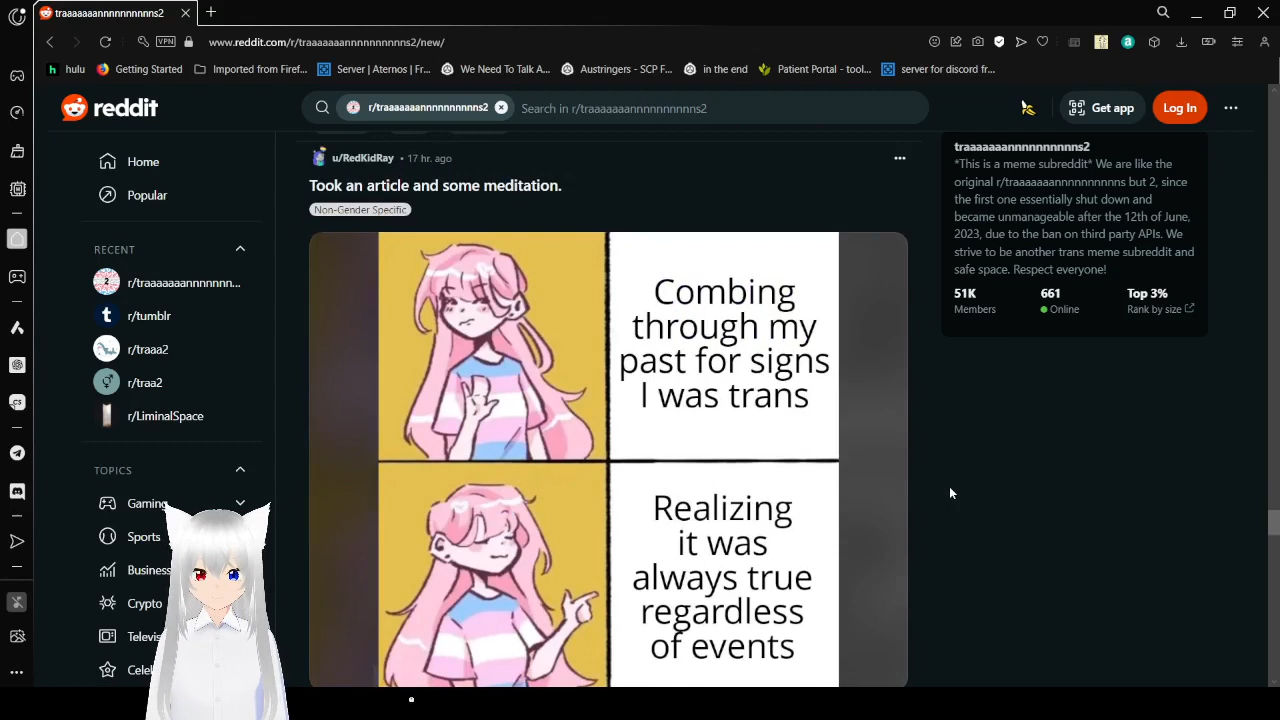 traaaaaaannnnnnnnnns2
VPN
www.reddit.com/r/traaaaaaannnnnnnnnns2/new/
hulu
Getting Started
Imported from Firef...
Server | Aternos | Fr...
We Need To Talk A...
Austringers - SCP F...
in the end
Patient Portal - tool...
server for discord fr...
reddit
r/traaaaaaannnnnnnnnns2
Search in r/traaaaaaannnnnnnnnns2
Get app
Log In
Home
Popular
RECENT
r/traaaaaaannnnnnn...
r/tumblr
r/traaa2
r/traa2
r/LiminalSpace
TOPICS
Gaming
Sports
Business
Crypto
Televis
Celeb
u/RedKidRay • 17 hr. ago
Took an article and some meditation.
Non-Gender Specific
Combing
through my
past for signs
I was trans
Realizing
it was
always true
regardless
of events
traaaaaaannnnnnnnnns2
*This is a meme subreddit* We are like the
original r/traaaaaaannnnnnnnnns but 2, since
the first one essentially shut down and
became unmanageable after the 12th of June,
2023, due to the ban on third party APIs. We
strive to be another trans meme subreddit and
safe space. Respect everyone!
51K
Members
661
Online
Top 3%
Rank by size